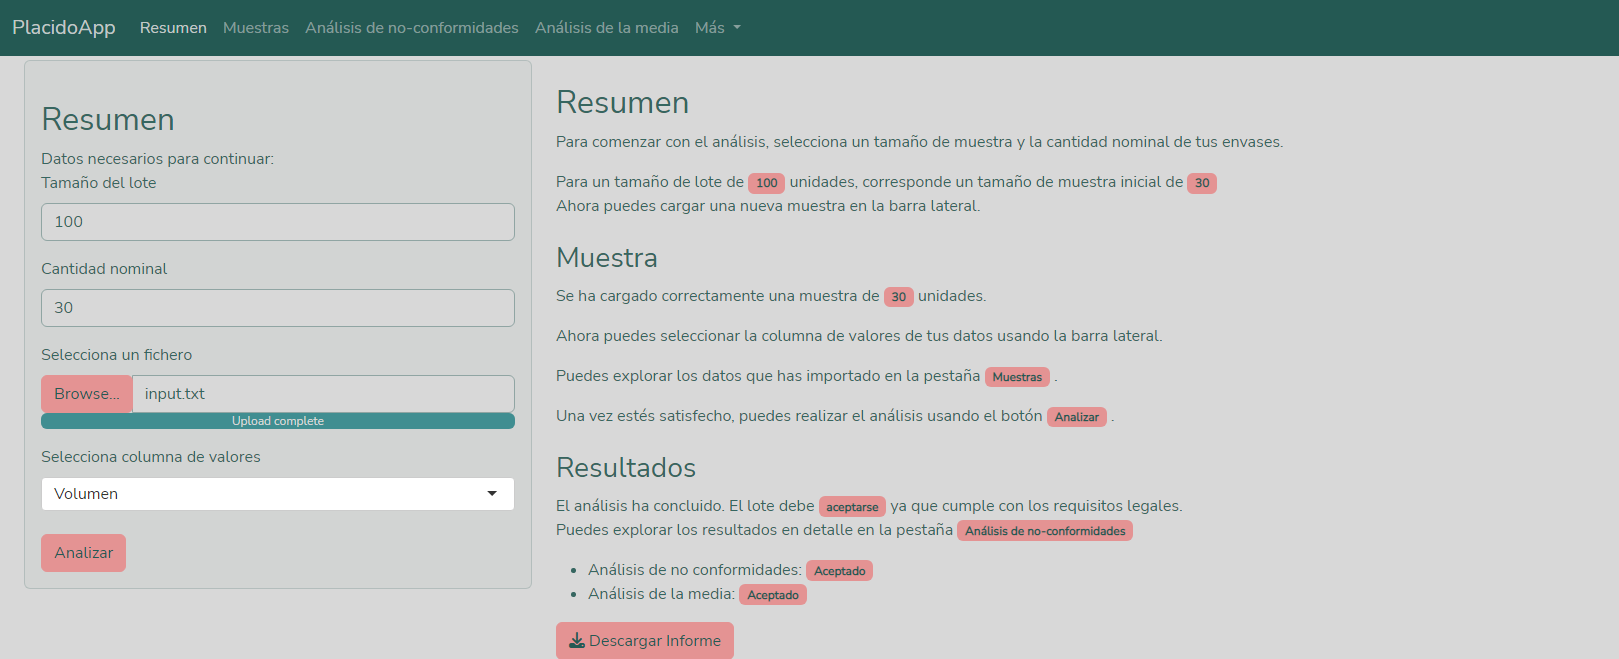 PlacidoApp Resumen Muestras Análisis de no-conformidades Análisis de la media Más
Resumen
Datos necesarios para continuar:
Tamaño del lote
100
Cantidad nominal
30
Selecciona un fichero
Browse... input.txt
Upload complete
Selecciona columna de valores
Volumen
Analizar
Resumen
Para comenzar con el análisis, selecciona un tamaño de muestra y la cantidad nominal de tus envases.
Para un tamaño de lote de 100 unidades, corresponde un tamaño de muestra inicial de 30
Ahora puedes cargar una nueva muestra en la barra lateral.
Muestra
Se ha cargado correctamente una muestra de 30 unidades.
Ahora puedes seleccionar la columna de valores de tus datos usando la barra lateral.
Puedes explorar los datos que has importado en la pestaña Muestras .
Una vez estés satisfecho, puedes realizar el análisis usando el botón Analizar .
Resultados
El análisis ha concluido. El lote debe aceptarse ya que cumple con los requisitos legales.
Puedes explorar los resultados en detalle en la pestaña Análisis de no-conformidades
• Análisis de no conformidades: Aceptado
• Análisis de la media: Aceptado
Descargar Informe